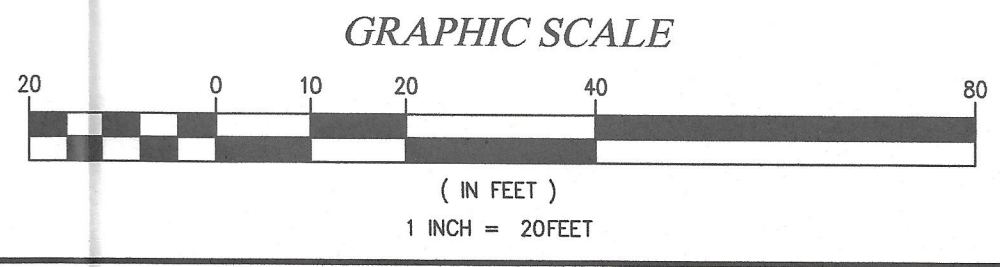 GRAPHIC SCALE
20 0 10 20 40 80
( IN FEET )
1 INCH = 20FEET